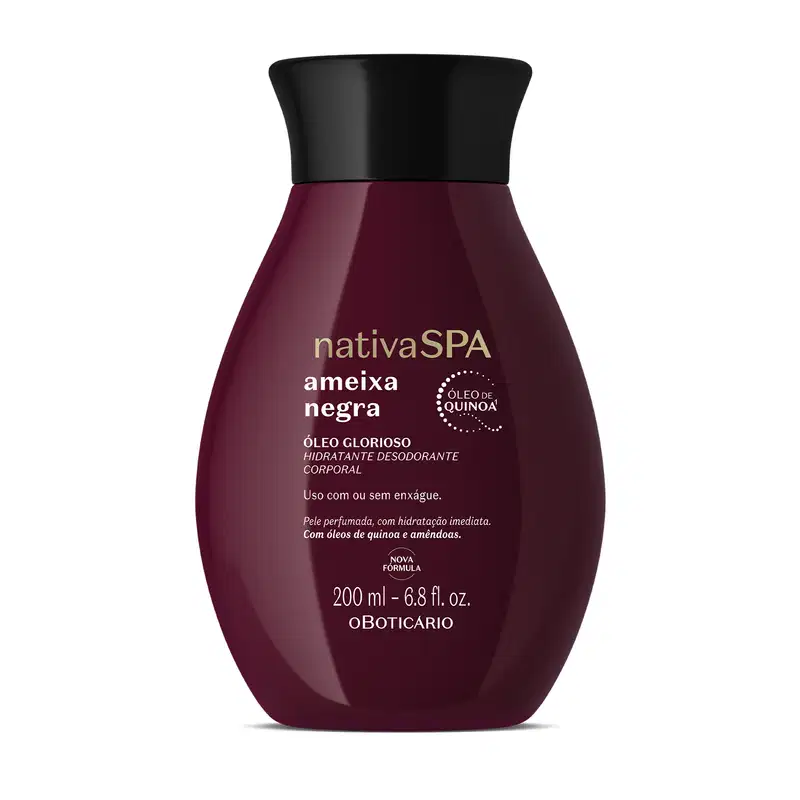 nativaSPA
ameixa
negra
ÓLEO DE
QUINOA¹
ÓLEO GLORIOSO
HIDRATANTE DESODORANTE
CORPORAL
Uso com ou sem enxágue.
Pele perfumada, com hidratação imediata.
Com óleos de quinoa e amêndoas.
NOVA
FÓRMULA
200 ml – 6.8 fl. oz.
oBOTICÁRIO